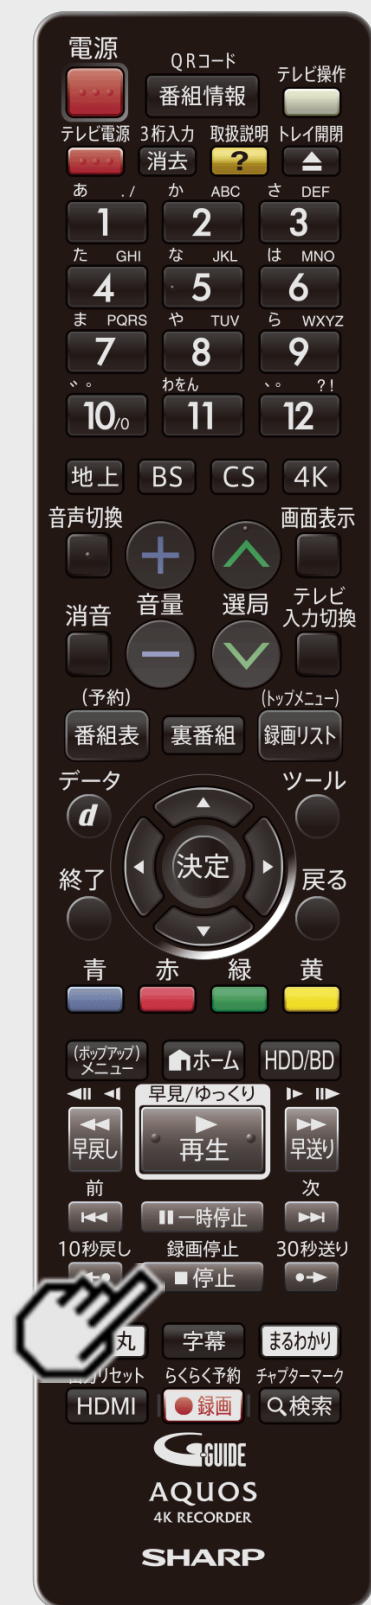 電源
QRコード
番組情報
テレビ操作
テレビ電源 3桁入力 取扱説明 トレイ開閉
消去 ?
あ ./ か ABC さ DEF
1 2 3
た GHI な JKL は MNO
4 5 6
ま PQRS や TUV ら WXYZ
7 8 9
゛゜ わをん 、。 ?!
10/0 11 12
地上 BS CS 4K
音声切換 画面表示
消音 音量 選局 テレビ
入力切換
(予約) (トップメニュー)
番組表 裏番組 録画リスト
データ ツール
d
決定
終了 戻る
青 赤 緑 黄
(ポップアップ)
メニュー ホーム HDD/BD
早見/ゆっくり
早戻し 再生 早送り
前 次
一時停止
10秒戻し 録画停止 30秒送り
停止
丸 字幕 まるわかり
リセット らくらく予約 チャプターマーク
HDMI 録画 検索
G-GUIDE
AQUOS
4K RECORDER
SHARP